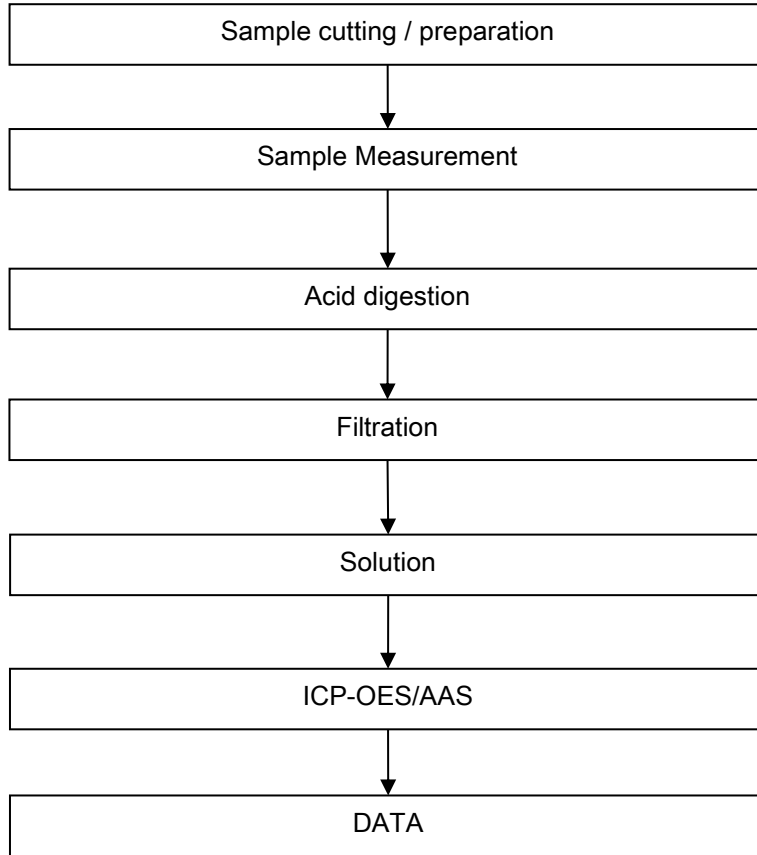 Sample cutting / preparation
Sample Measurement
Acid digestion
Filtration
Solution
ICP-OES/AAS
DATA